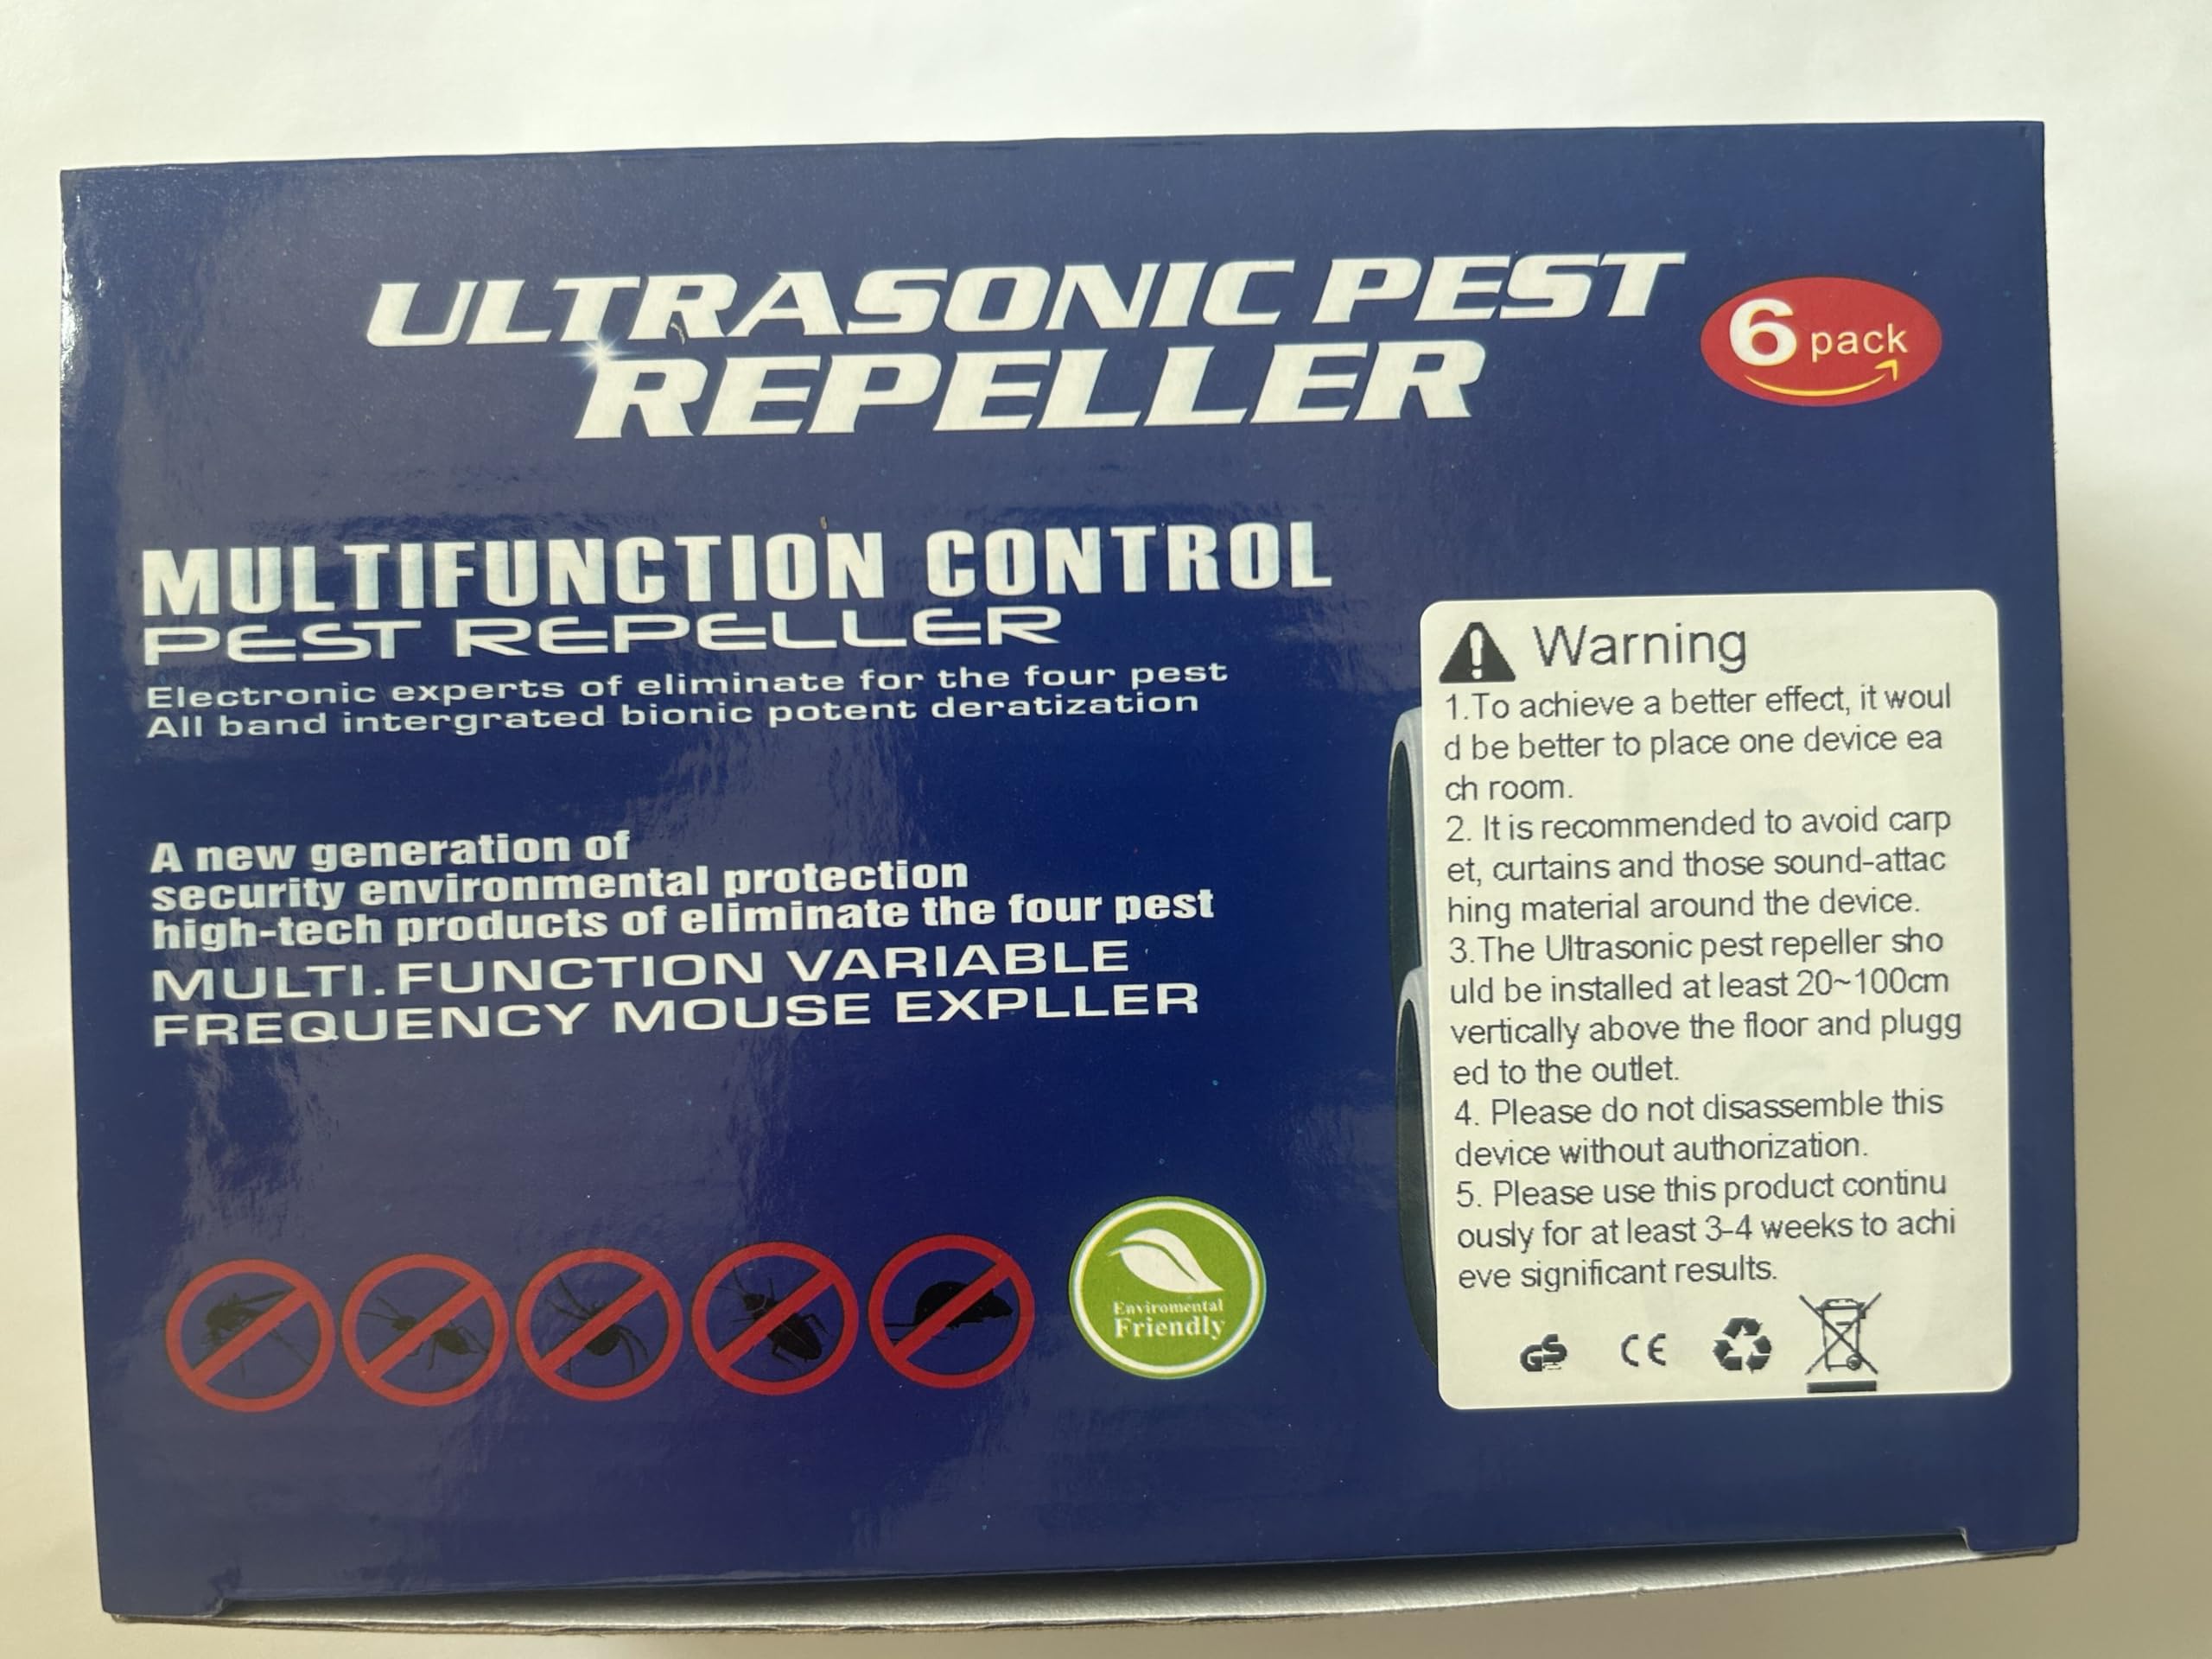 ULTRASONIC PEST
REPELLER
6 pack
MULTIFUNCTION CONTROL
PEST REPELLER
Electronic experts of eliminate for the four pest
All band intergrated bionic potent deratization
A new generation of
security environmental protection
high-tech products of eliminate the four pest
MULTI.FUNCTION VARIABLE
FREQUENCY MOUSE EXPLLER
Enviromental
Friendly
Warning
1.To achieve a better effect, it woul
d be better to place one device ea
ch room.
2. It is recommended to avoid carp
et, curtains and those sound-attac
hing material around the device.
3.The Ultrasonic pest repeller sho
uld be installed at least 20~100cm
vertically above the floor and plugg
ed to the outlet.
4. Please do not disassemble this
device without authorization.
5. Please use this product continu
ously for at least 3-4 weeks to achi
eve significant results.
GS CE